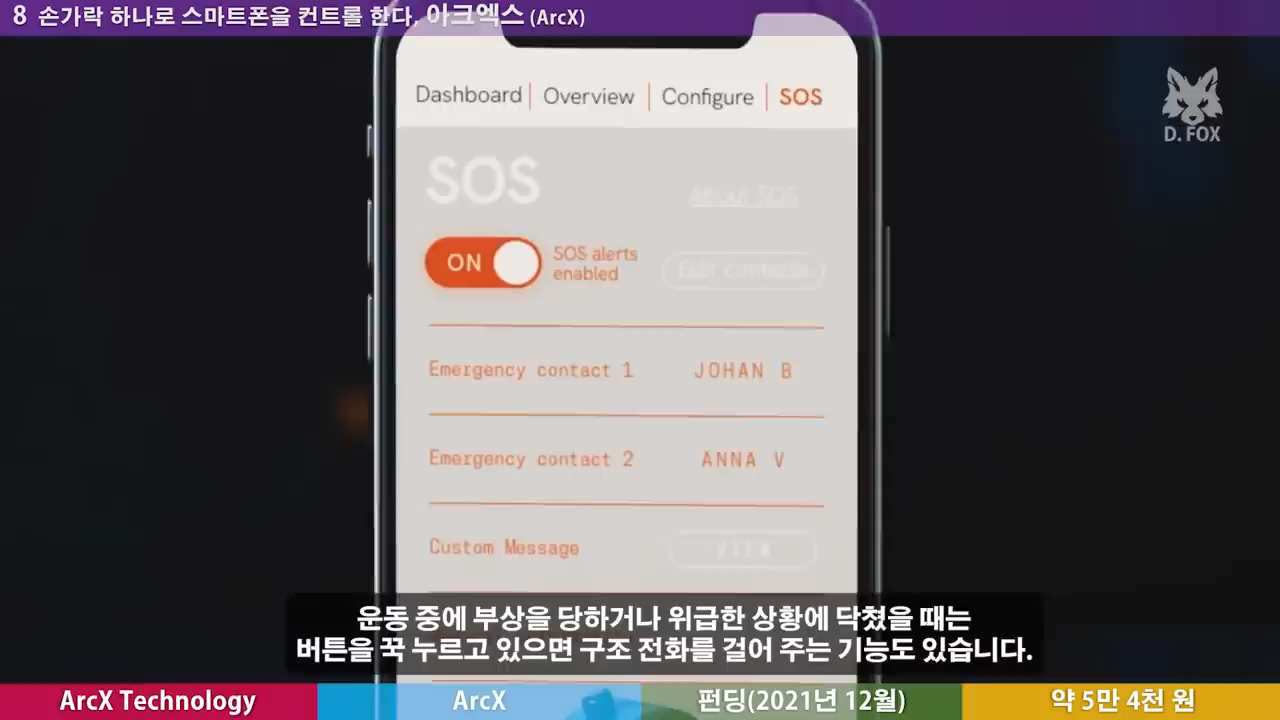 8 손가락 하나로 스마트폰을 컨트롤 한다, 아크엑스 (ArcX)
Dashboard Overview Configure SOS
D. FOX
SOS
About SOS
ON
SOS alerts
enabled
Edit contacts
Emergency contact 1 JOHAN B
Emergency contact 2 ANNA V
Custom Message VIEW
운동 중에 부상을 당하거나 위급한 상황에 닥쳤을 때는
버튼을 꾹 누르고 있으면 구조 전화를 걸어 주는 기능도 있습니다.
ArcX Technology ArcX 펀딩(2021년 12월) 약 5만 4천 원